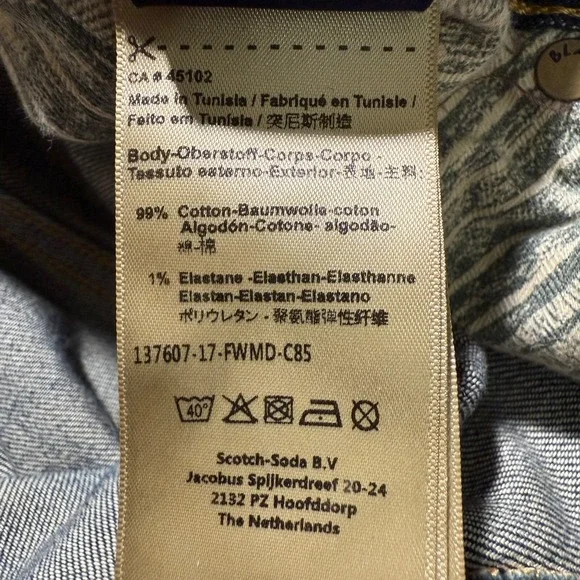 CA # 45102
Made in Tunisia / Fabriqué en Tunisie /
Feito em Tunisia / 突尼斯制造
Body-Oberstoff-Corps-Corpo -
Tessuto esterno-Exterior-表地-主料:
99% Cotton-Baumwolle-coton
Algodón-Cotone- algodão-
綿-棉
1% Elastane -Elasthan-Elasthanne
Elastan-Elastan-Elastano
ポリウレタン - 聚氨酯弹性纤维
137607-17-FWMD-C85
40°
Scotch-Soda B.V
Jacobus Spijkerdreef 20-24
2132 PZ Hoofddorp
The Netherlands